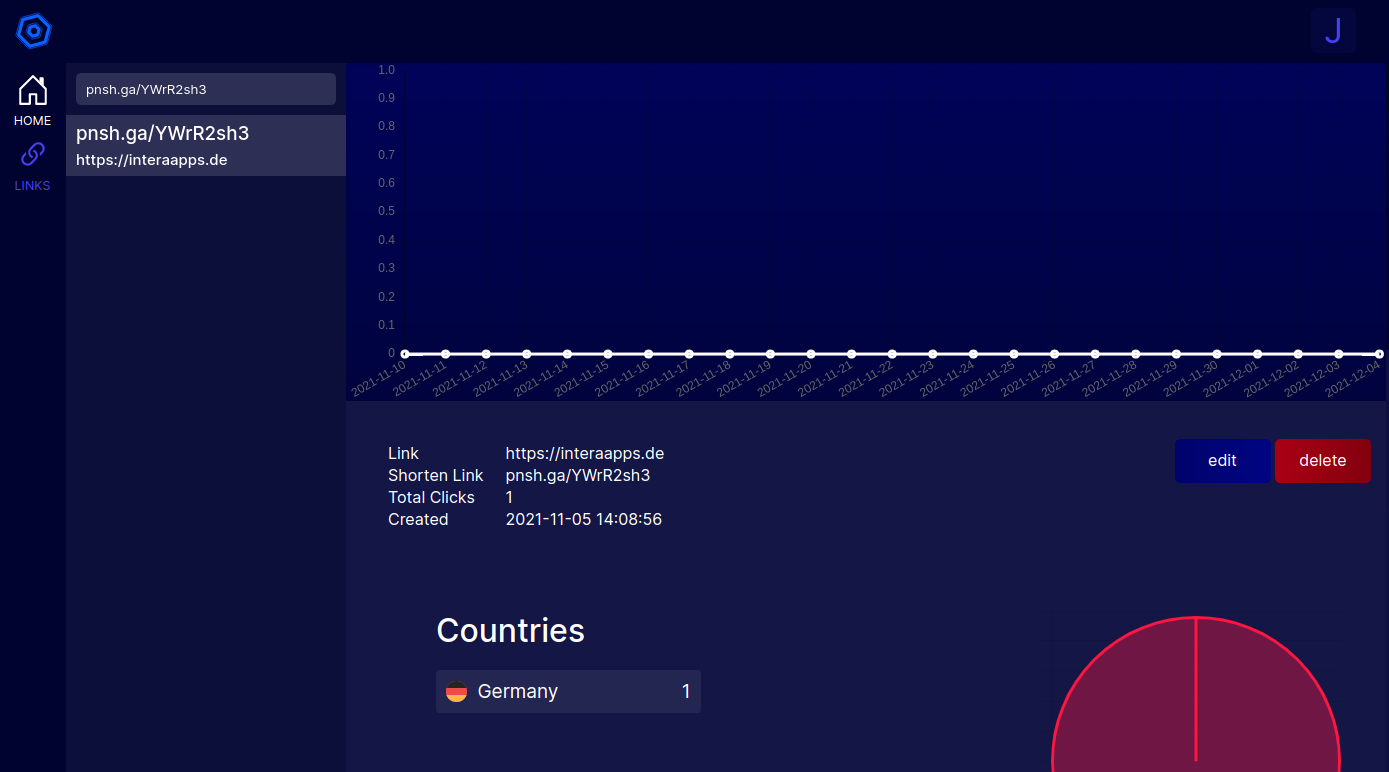 J
HOME
LINKS
pnsh.ga/YWrR2sh3
pnsh.ga/YWrR2sh3
https://interaapps.de
1.0
0.9
0.8
0.7
0.6
0.5
0.4
0.3
0.2
0.1
0
2021-11-10 2021-11-11 2021-11-12 2021-11-13 2021-11-14 2021-11-15 2021-11-16 2021-11-17 2021-11-18 2021-11-19 2021-11-20 2021-11-21 2021-11-22 2021-11-23 2021-11-24 2021-11-25 2021-11-26 2021-11-27 2021-11-28 2021-11-29 2021-11-30 2021-12-01 2021-12-02 2021-12-03 2021-12-04
Link https://interaapps.de
Shorten Link pnsh.ga/YWrR2sh3
Total Clicks 1
Created 2021-11-05 14:08:56
edit delete
Countries
Germany 1